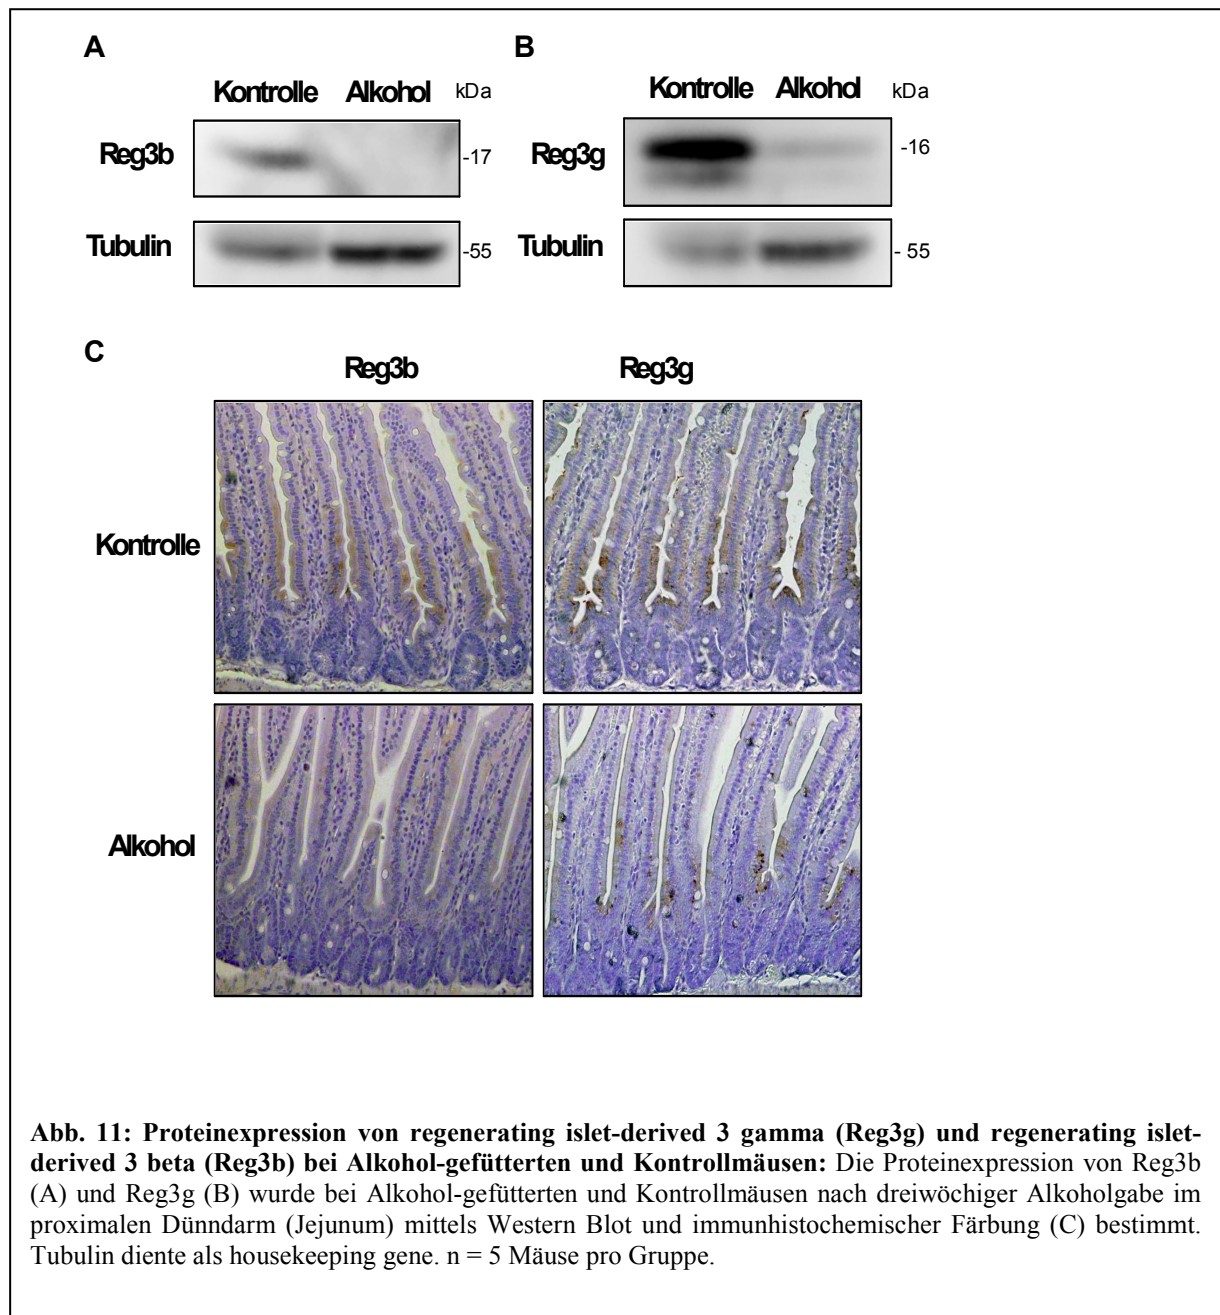 A
Kontrolle Alkohol kDa
Reg3b
-17
Tubulin
-55
B
Kontrolle Alkohol kDa
Reg3g
-16
Tubulin
- 55
C
Reg3b Reg3g
Kontrolle
Alkohol
Abb. 11: Proteinexpression von regenerating islet-derived 3 gamma (Reg3g) und regenerating islet-
derived 3 beta (Reg3b) bei Alkohol-gefütterten und Kontrollmäusen: Die Proteinexpression von Reg3b
(A) und Reg3g (B) wurde bei Alkohol-gefütterten und Kontrollmäusen nach dreiwöchiger Alkoholgabe im
proximalen Dünndarm (Jejunum) mittels Western Blot und immunhistochemischer Färbung (C) bestimmt.
Tubulin diente als housekeeping gene. n = 5 Mäuse pro Gruppe.